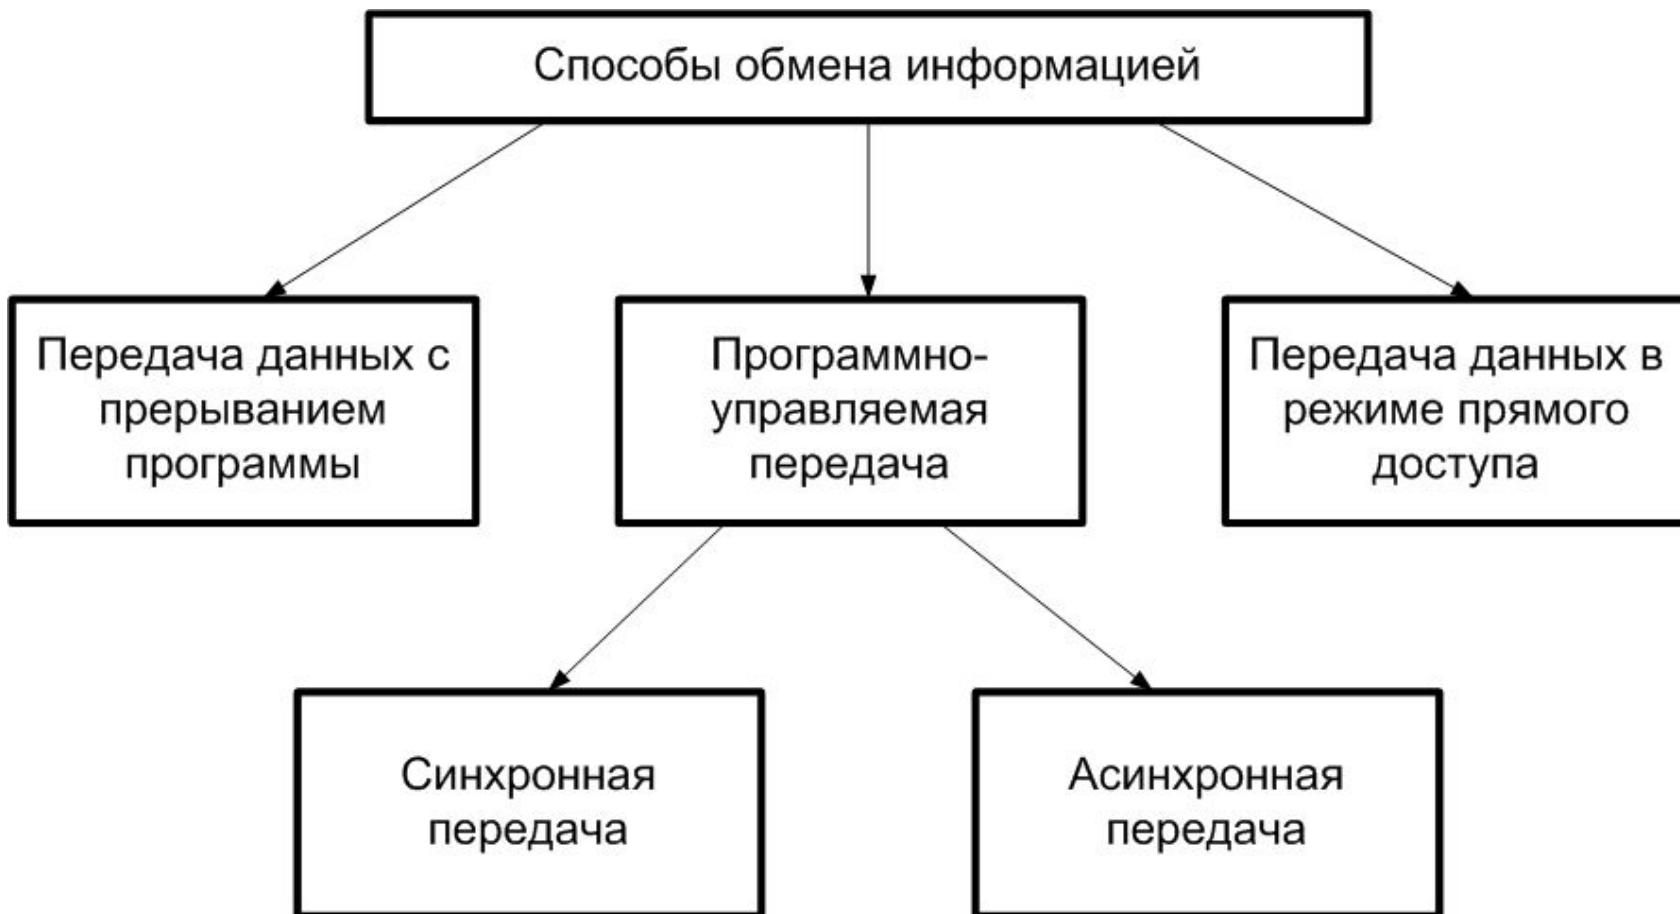 Способы обмена информацией
Передача данных с
прерыванием
программы
Программно-
управляемая
передача
Передача данных в
режиме прямого
доступа
Синхронная
передача
Асинхронная
передача